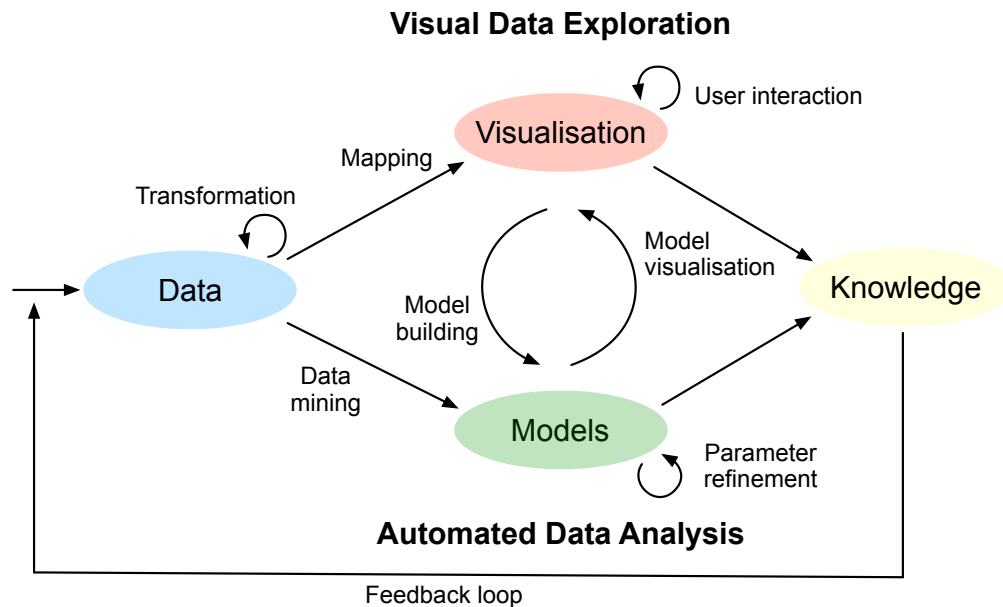 Visual Data Exploration
User interaction
Visualisation
Mapping
Transformation
Model
visualisation
Data
Knowledge
Model
building
Data
mining
Models
Parameter
refinement
Automated Data Analysis
Feedback loop